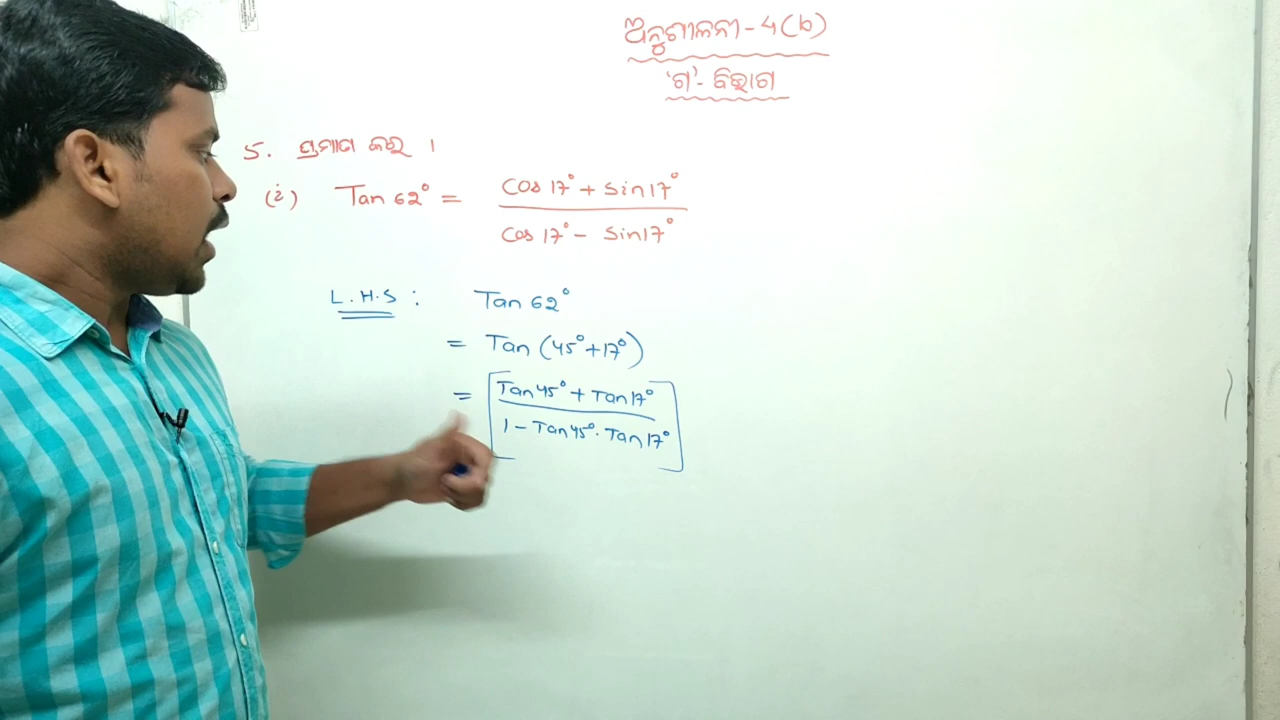 ଅନୁଶୀଳନୀ - 4(b)
'ଗ' - ବିଭାଗ
5. ପ୍ରମାଣ କର ।
(i) Tan 62° = Cos 17° + Sin 17°
Cos 17° - Sin 17°
L.H.S : Tan 62°
= Tan (45° + 17°)
= [Tan 45° + Tan 17°
1 - Tan 45° . Tan 17°]